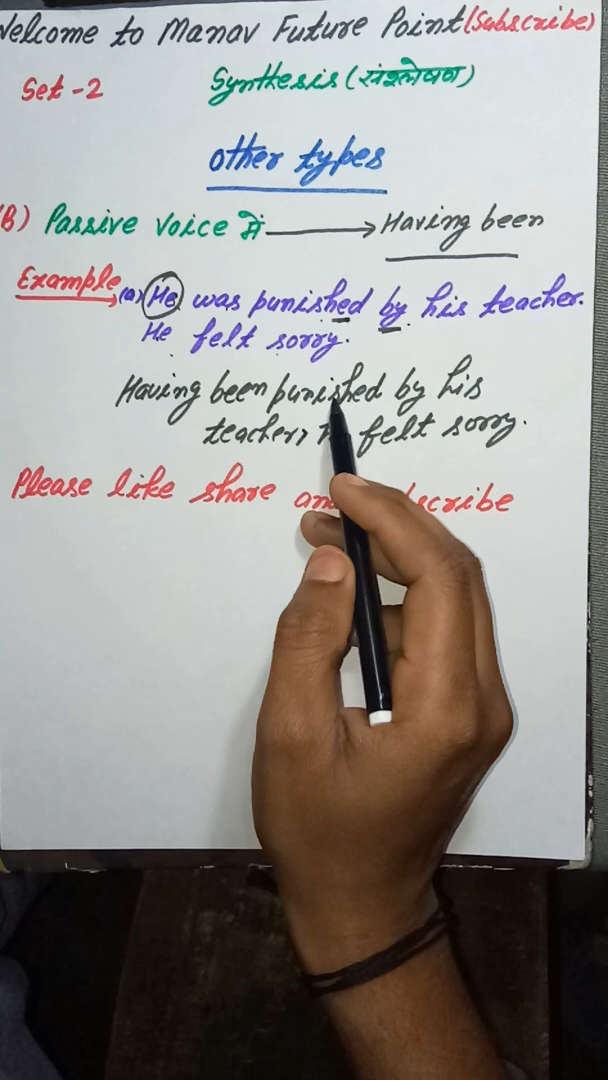 Welcome to Manav Future Point (Subscribe)
Set-2 Synthesis (संश्लेषण)
other types
(B) Passive Voice में → Having been
Example (a) He was punished by his teacher.
He felt sorry.
Having been punished by his
teacher, felt sorry.
Please like share